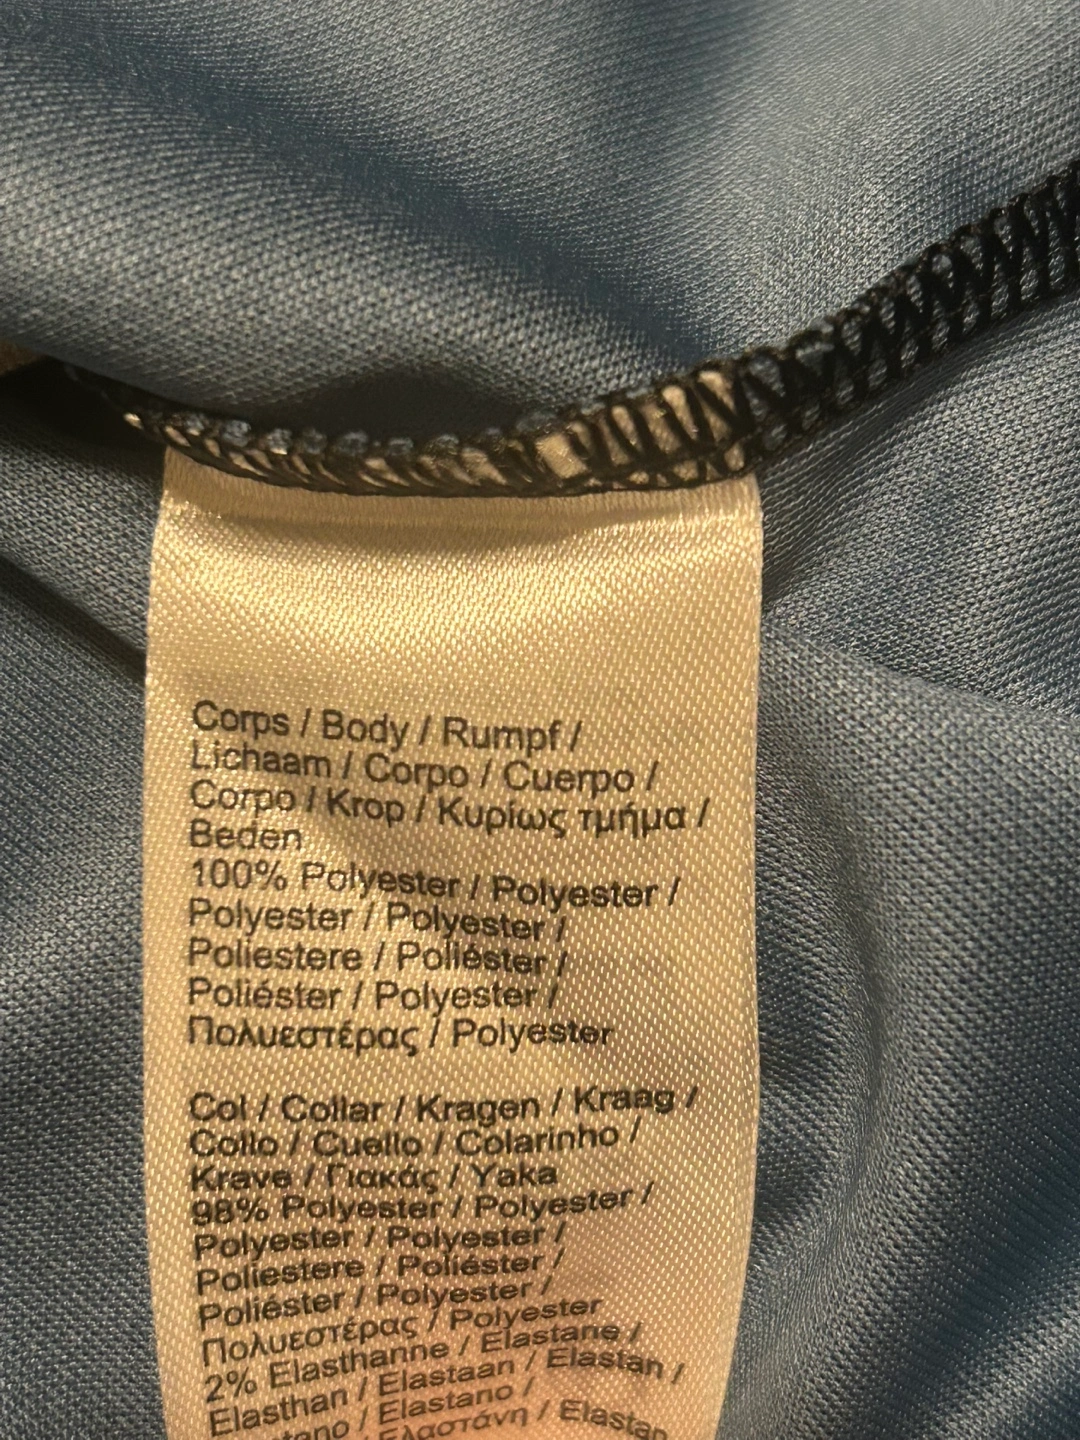 Corps / Body / Rumpf /
Lichaam / Corpo / Cuerpo /
Corpo / Krop / Κυρίως τμήμα /
Beden
100% Polyester / Polyester /
Polyester / Polyester /
Poliestere / Poliéster /
Poliéster / Polyester /
Πολυεστέρας / Polyester
Col / Collar / Kragen / Kraag /
Collo / Cuello / Colarinho /
Krave / Γιακάς / Yaka
98% Polyester / Polyester /
Polyester / Polyester /
Poliestere / Poliéster /
Poliéster / Polyester /
Πολυεστέρας / Polyester
2% Elasthanne / Elastane /
Elasthan / Elastaan / Elastan /
/ Elastano /
/ Ελαστάνη /